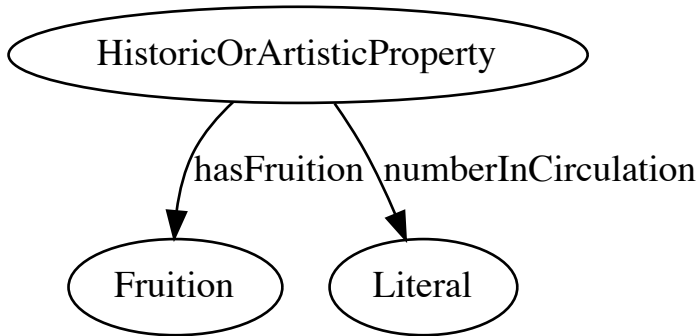 HistoricOrArtisticProperty
hasFruition numberInCirculation
Fruition Literal